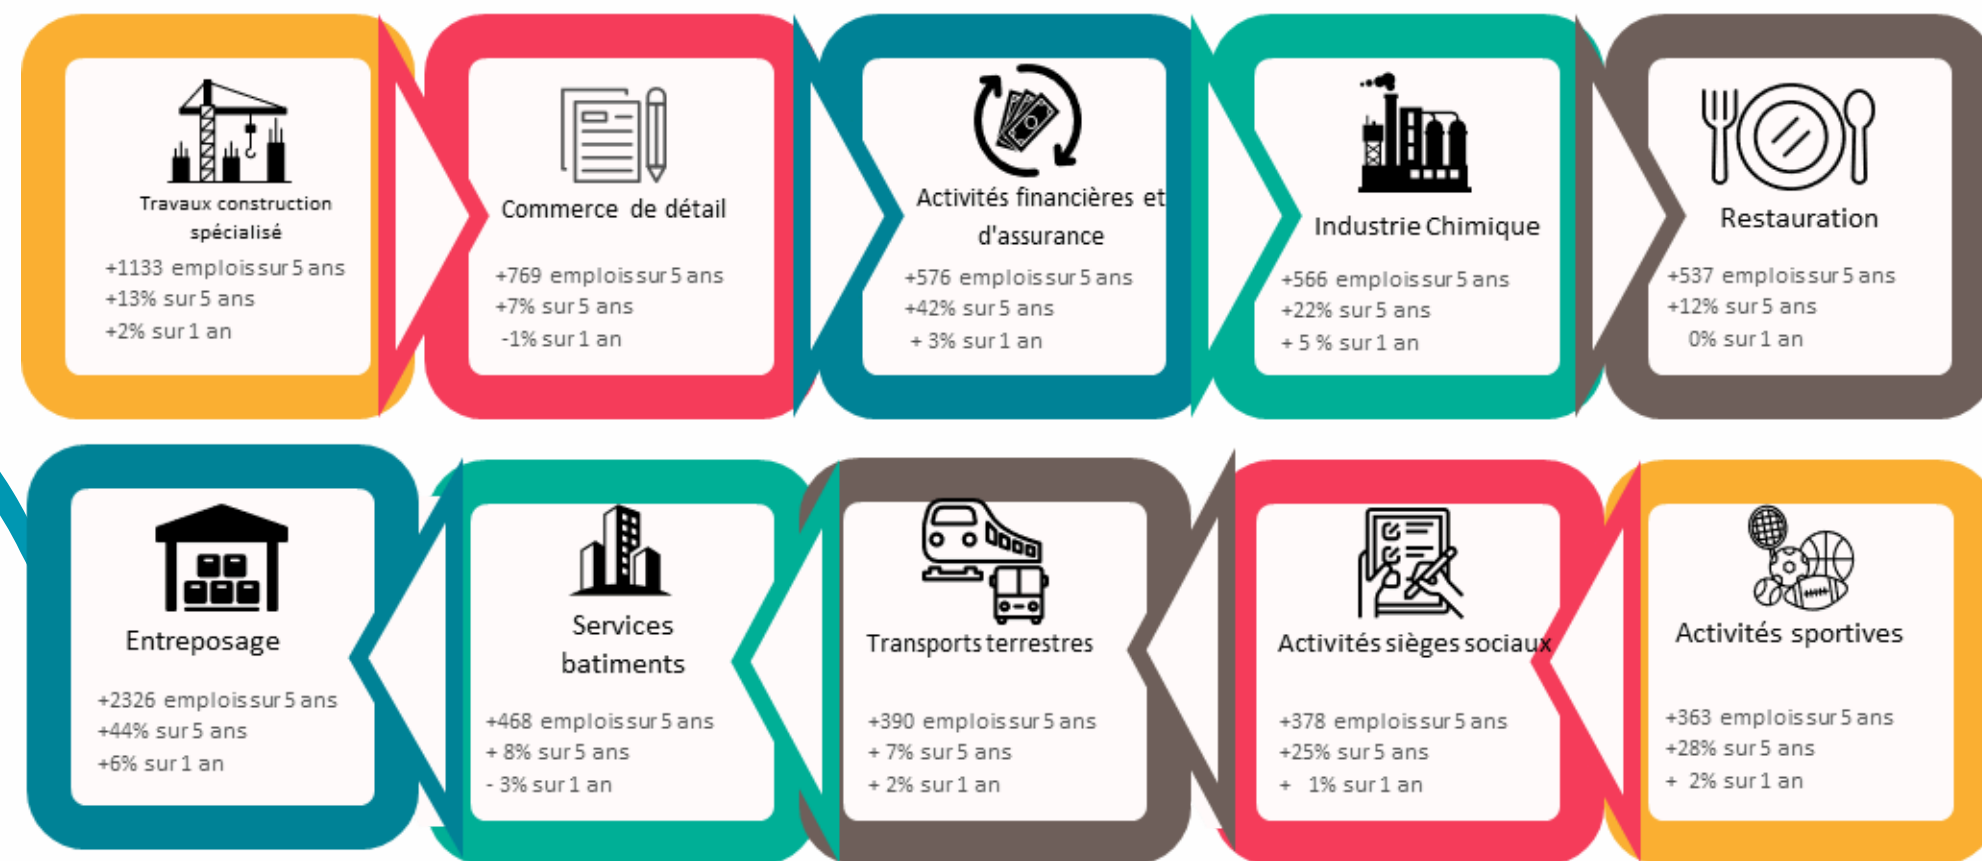 Travaux construction
spécialisé
+1133 emplois sur 5 ans
+13% sur 5 ans
+2% sur 1 an
Commerce de détail
+769 emplois sur 5 ans
+7% sur 5 ans
-1% sur 1 an
Activités financières et
d'assurance
+576 emplois sur 5 ans
+42% sur 5 ans
+ 3% sur 1 an
Industrie Chimique
+566 emplois sur 5 ans
+22% sur 5 ans
+ 5 % sur 1 an
Restauration
+537 emplois sur 5 ans
+12% sur 5 ans
0% sur 1 an
Entreposage
+2326 emplois sur 5 ans
+44% sur 5 ans
+6% sur 1 an
Services
batiments
+468 emplois sur 5 ans
+ 8% sur 5 ans
- 3% sur 1 an
Transports terrestres
+390 emplois sur 5 ans
+ 7% sur 5 ans
+ 2% sur 1 an
Activités sièges sociaux
+378 emplois sur 5 ans
+25% sur 5 ans
+ 1% sur 1 an
Activités sportives
+363 emplois sur 5 ans
+28% sur 5 ans
+ 2% sur 1 an